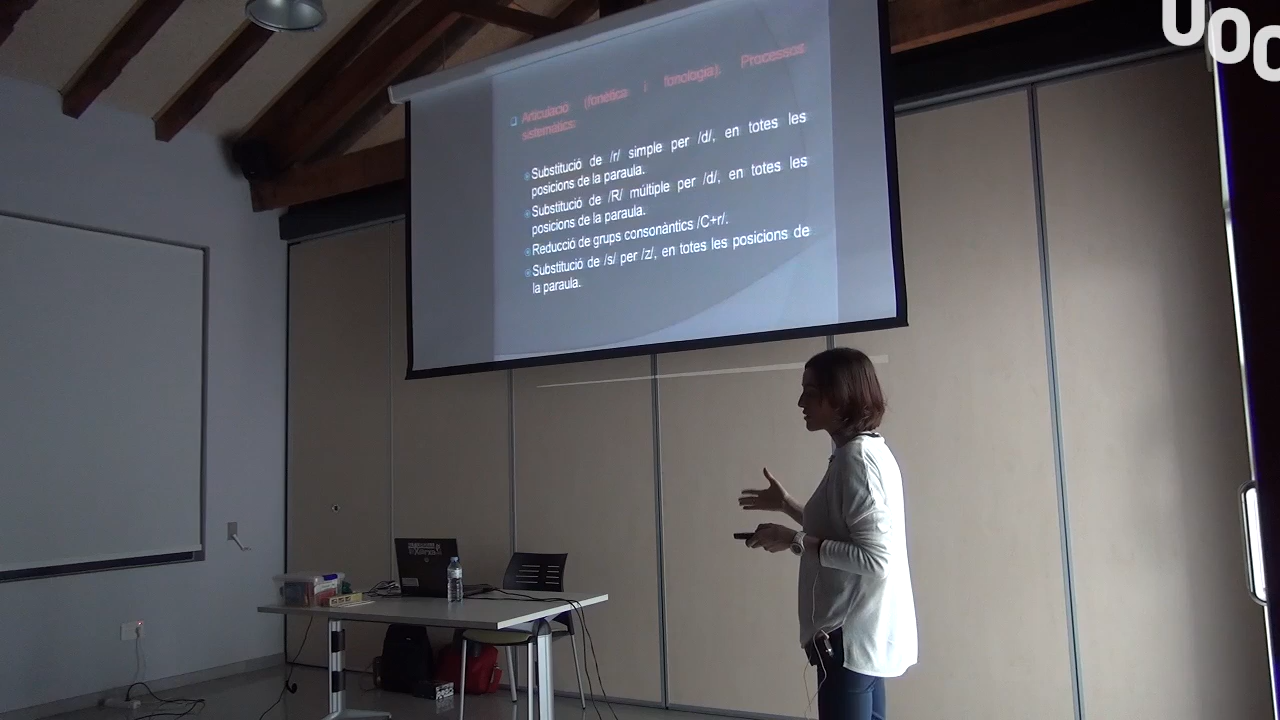 UOC
Articulació (fonètica i fonologia): Processos
sistemàtics:
Substitució de /r/ simple per /d/, en totes les
posicions de la paraula.
Substitució de /R/ múltiple per /d/, en totes les
posicions de la paraula.
Reducció de grups consonàntics /C+r/.
Substitució de /s/ per /z/, en totes les posicions de
la paraula.